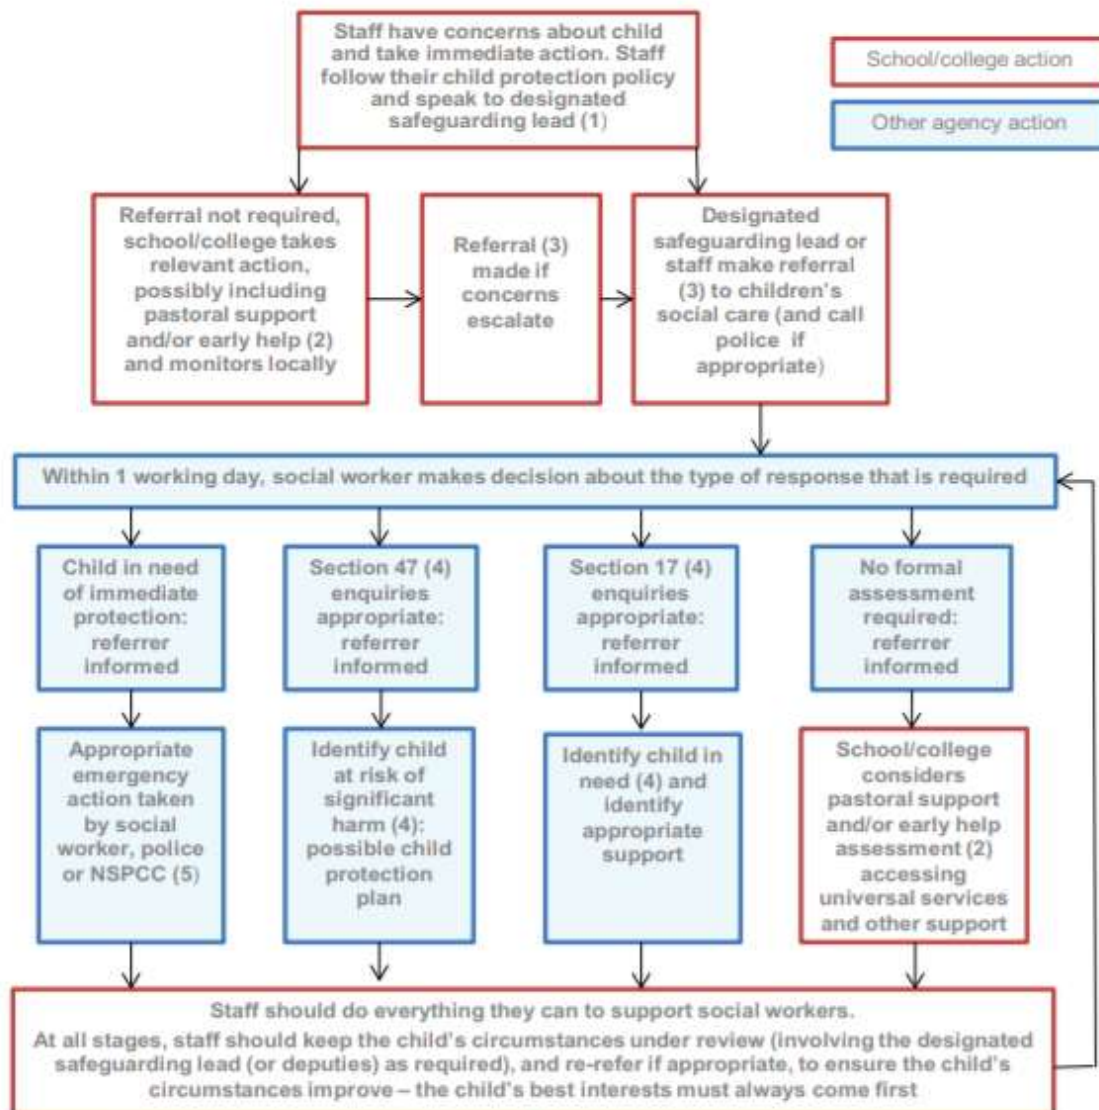 Staff have concerns about child
and take immediate action. Staff
follow their child protection policy
and speak to designated
safeguarding lead (1)
School/college action
Other agency action
Referral not required,
school/college takes
relevant action,
possibly including
pastoral support
and/or early help (2)
and monitors locally
Referral (3)
made if
concerns
escalate
Designated
safeguarding lead or
staff make referral
(3) to children's
social care (and call
police if
appropriate)
Within 1 working day, social worker makes decision about the type of response that is required
Child in need
of immediate
protection:
referrer
informed
Section 47 (4)
enquiries
appropriate:
referrer
informed
Section 17 (4)
enquiries
appropriate:
referrer
informed
No formal
assessment
required:
referrer
informed
Appropriate
emergency
action taken
by social
worker, police
or NSPCC (5)
Identify child
at risk of
significant
harm (4):
possible child
protection
plan
Identify child in
need (4) and
identify
appropriate
support
School/college
considers
pastoral support
and/or early help
assessment (2)
accessing
universal services
and other support
Staff should do everything they can to support social workers.
At all stages, staff should keep the child's circumstances under review (involving the designated
safeguarding lead (or deputies) as required), and re-refer if appropriate, to ensure the child's
circumstances improve – the child's best interests must always come first